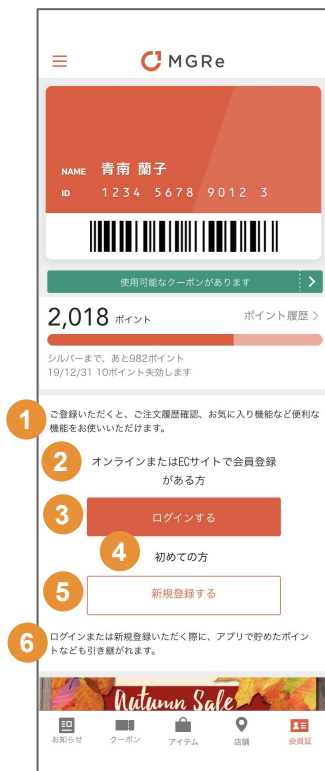 MGRe
NAME 青南 蘭子
ID 1234 5678 9012 3
使用可能なクーポンがあります
2,018 ポイント ポイント履歴
シルバーまで、あと982ポイント
19/12/31 10ポイント失効します
1 ご登録いただくと、ご注文履歴確認、お気に入り機能など便利な
機能をお使いいただけます。
2 オンラインまたはECサイトで会員登録
がある方
3 ログインする
4 初めての方
5 新規登録する
6 ログインまたは新規登録いただく際に、アプリで貯めたポイン
トなども引き継がれます。
Autumn Sale
お知らせ クーポン アイテム 店舗 会員証